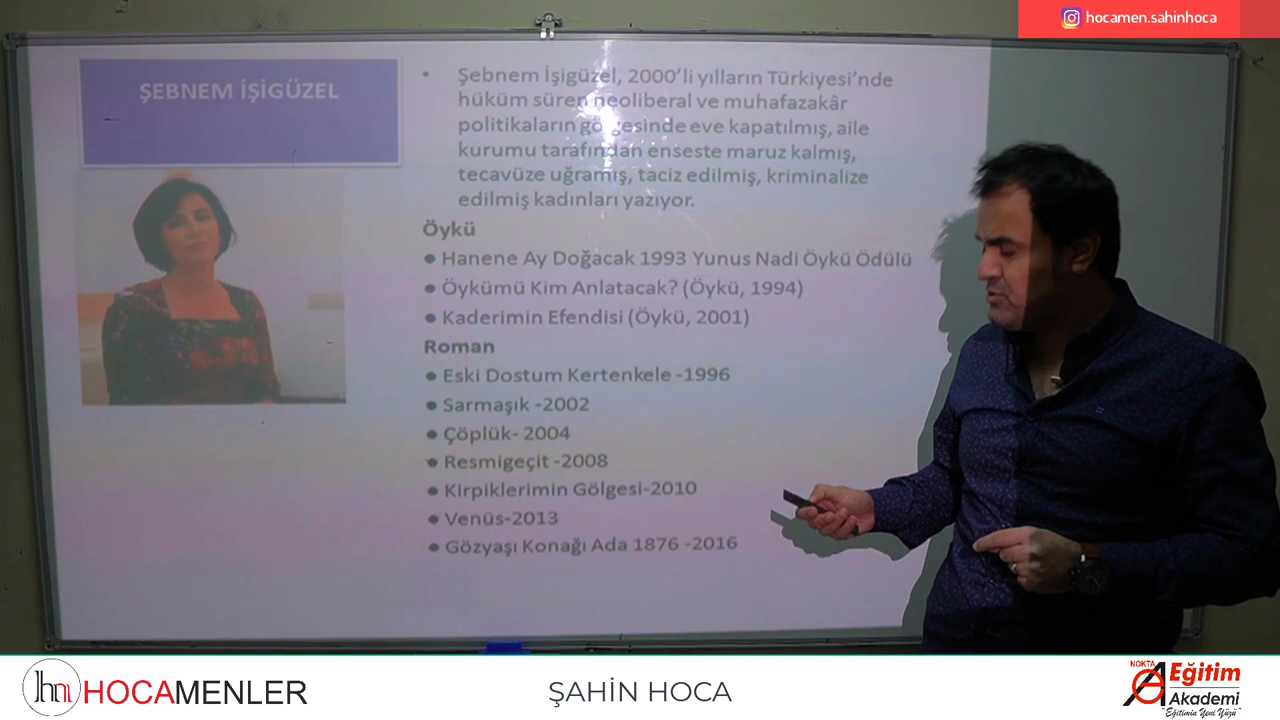 hocamen.sahinhoca
ŞEBNEM İŞİGÜZEL
• Şebnem İşigüzel, 2000'li yılların Türkiyesi'nde
hüküm süren neoliberal ve muhafazakâr
politikaların gölgesinde eve kapatılmış, aile
kurumu tarafından enseste maruz kalmış,
tecavüze uğramış, taciz edilmiş, kriminalize
edilmiş kadınları yazıyor.
Öykü
● Hanene Ay Doğacak 1993 Yunus Nadi Öykü Ödülü
● Öykümü Kim Anlatacak? (Öykü, 1994)
● Kaderimin Efendisi (Öykü, 2001)
Roman
● Eski Dostum Kertenkele -1996
● Sarmaşık -2002
● Çöplük- 2004
● Resmigeçit -2008
● Kirpiklerimin Gölgesi-2010
● Venüs-2013
● Gözyaşı Konağı Ada 1876 -2016
hm HOCAMENLER
ŞAHİN HOCA
NOKTA
A Eğitim
Akademi
"Eğitimin Yeni Yüzü"